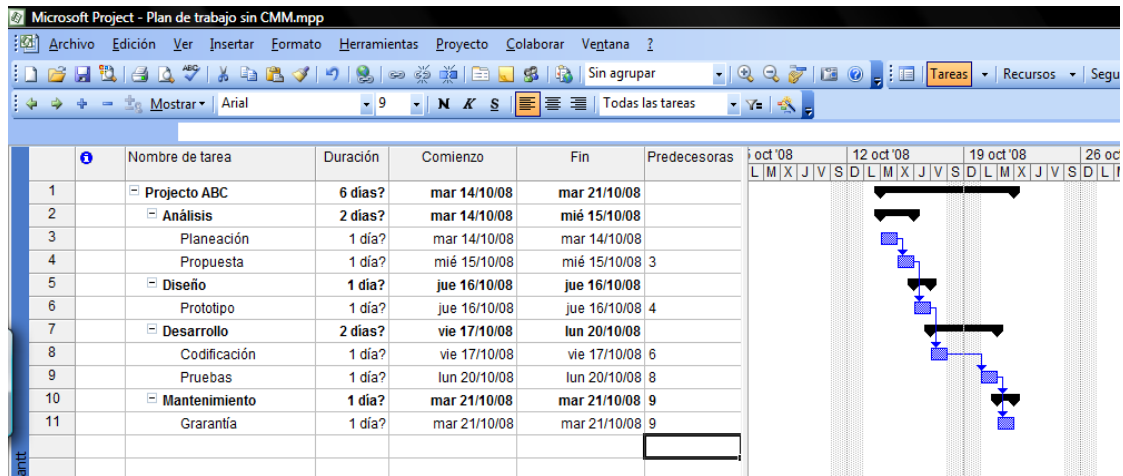 Microsoft Project - Plan de trabajo sin CMM.mpp
Archivo Edición Ver Insertar Formato Herramientas Proyecto Colaborar Ventana ?
Sin agrupar Tareas Recursos Segu
Mostrar Arial 9 N K S Todas las tareas
Nombre de tarea Duración Comienzo Fin Predecesoras oct '08 12 oct '08 19 oct '08 26 oc
L M X J V S D L M X J V S D L M X J V S D L
1 Projecto ABC 6 días? mar 14/10/08 mar 21/10/08
2 Análisis 2 días? mar 14/10/08 mié 15/10/08
3 Planeación 1 día? mar 14/10/08 mar 14/10/08
4 Propuesta 1 día? mié 15/10/08 mié 15/10/08 3
5 Diseño 1 día? jue 16/10/08 jue 16/10/08
6 Prototipo 1 día? jue 16/10/08 jue 16/10/08 4
7 Desarrollo 2 días? vie 17/10/08 lun 20/10/08
8 Codificación 1 día? vie 17/10/08 vie 17/10/08 6
9 Pruebas 1 día? lun 20/10/08 lun 20/10/08 8
10 Mantenimiento 1 día? mar 21/10/08 mar 21/10/08 9
11 Grarantía 1 día? mar 21/10/08 mar 21/10/08 9
antt